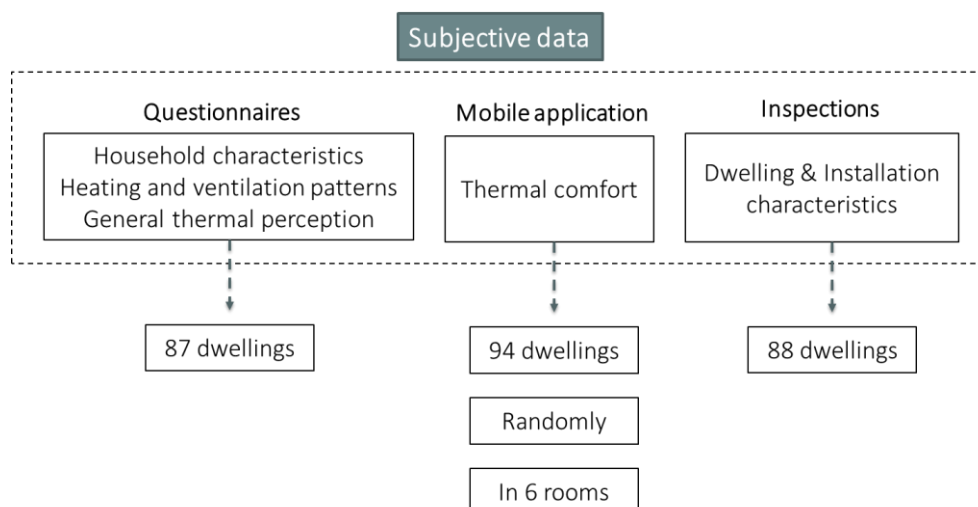 Subjective data
Questionnaires
Household characteristics
Heating and ventilation patterns
General thermal perception
87 dwellings
Mobile application
Thermal comfort
94 dwellings
Randomly
In 6 rooms
Inspections
Dwelling & Installation
characteristics
88 dwellings